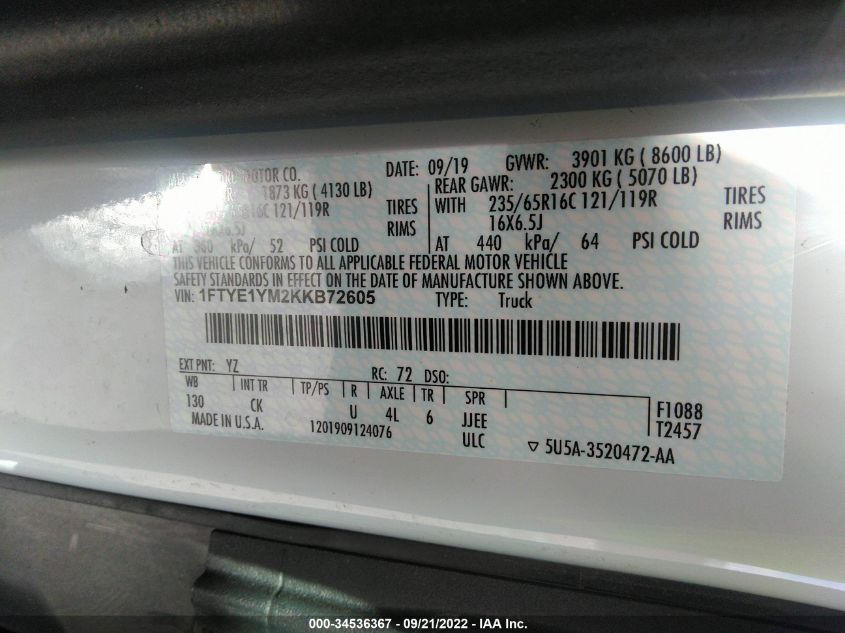 MOTOR CO. DATE: 09/19 GVWR: 3901 KG ( 8600 LB)
1873 KG ( 4130 LB) REAR GAWR: 2300 KG ( 5070 LB)
121/119R TIRES WITH 235/65R16C 121/119R TIRES
RIMS 16X6.5J RIMS
AT kPa/ 52 PSI COLD AT 440 kPa/ 64 PSI COLD
THIS VEHICLE CONFORMS TO ALL APPLICABLE FEDERAL MOTOR VEHICLE
SAFETY STANDARDS IN EFFECT ON THE DATE OF MANUFACTURE SHOWN ABOVE.
VIN: 1FTYE1YM2KKB72605 TYPE: Truck
EXT PNT: YZ RC: 72 DSO:
WB INT TR TP/PS R AXLE TR SPR
130 CK U 4L 6 JJEE F1088
MADE IN U.S.A. 1201909124076 ULC T2457
▽ 5U5A-3520472-AA
000-34536367 - 09/21/2022 - IAA Inc.